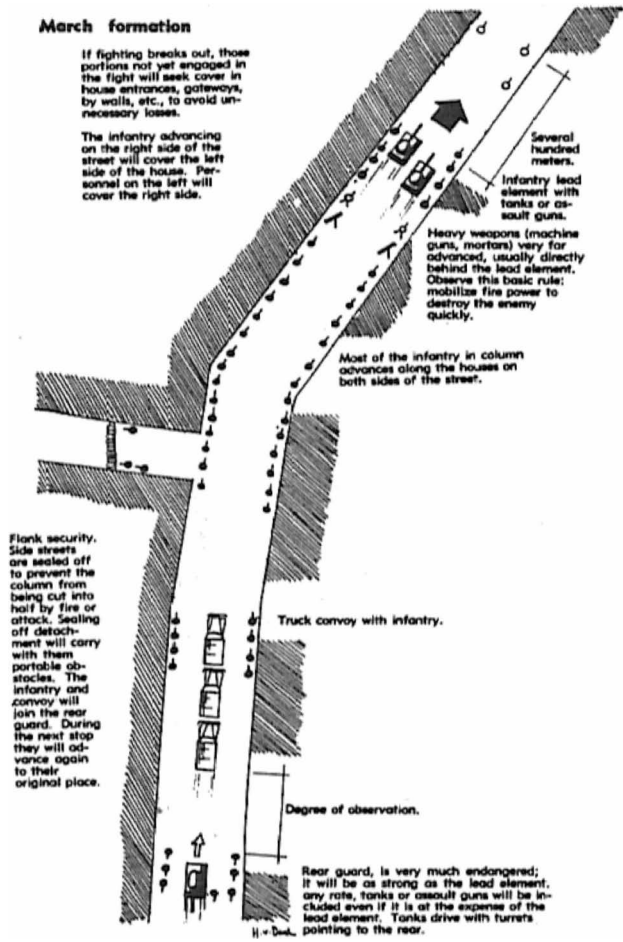 March formation
If fighting breaks out, those
portions not yet engaged in
the fight will seek cover in
house entrances, gateways,
by walls, etc., to avoid un-
necessary losses.
The infantry advancing
on the right side of the
street will cover the left
side of the house. Per-
sonnel on the left will
cover the right side.
Several
hundred
meters.
Infantry lead
element with
tanks or as-
sault guns.
Heavy weapons (machine
guns, mortars) very far
advanced, usually directly
behind the lead element.
Observe this basic rule:
mobilize fire power to
destroy the enemy
quickly.
Most of the infantry in column
advances along the houses on
both sides of the street.
Flank security.
Side streets
are sealed off
to prevent the
column from
being cut into
half by fire or
attack. Sealing
off detach-
ment will carry
with them
portable ob-
stacles. The
infantry and
convoy will
join the rear
guard. During
the next stop
they will ad-
vance again
to their
original place.
Truck convoy with infantry.
Degree of observation.
Rear guard, is very much endangered;
it will be as strong as the lead element.
any rate, tanks or assault guns will be in-
cluded even if it is at the expense of the
lead element. Tanks drive with turrets
pointing to the rear.